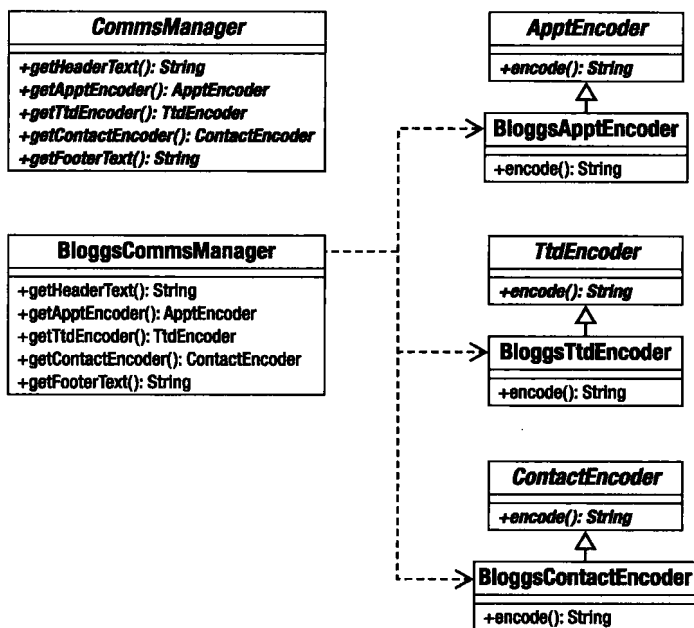 CommsManager
+getHeaderText(): String
+getApptEncoder(): ApptEncoder
+getTtdEncoder(): TtdEncoder
+getContactEncoder(): ContactEncoder
+getFooterText(): String
BloggsCommsManager
+getHeaderText(): String
+getApptEncoder(): ApptEncoder
+getTtdEncoder(): TtdEncoder
+getContactEncoder(): ContactEncoder
+getFooterText(): String
ApptEncoder
+encode(): String
BloggsApptEncoder
+encode(): String
TtdEncoder
+encode(): String
BloggsTtdEncoder
+encode(): String
ContactEncoder
+encode(): String
BloggsContactEncoder
+encode(): String